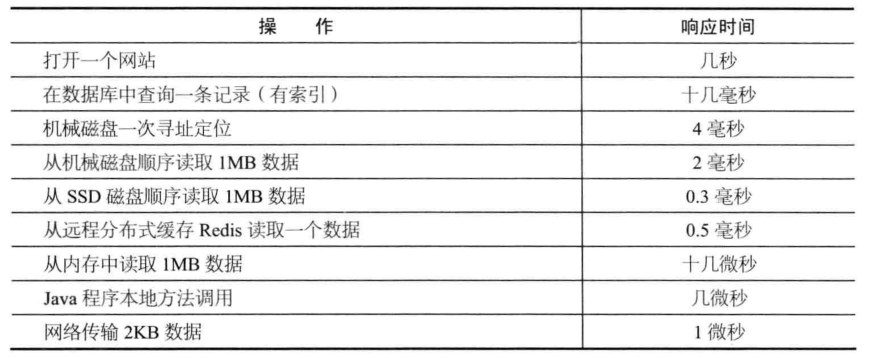 操 作 响应时间
打开一个网站 几秒
在数据库中查询一条记录（有索引） 十几毫秒
机械磁盘一次寻址定位 4 毫秒
从机械磁盘顺序读取 1MB 数据 2 毫秒
从 SSD 磁盘顺序读取 1MB 数据 0.3 毫秒
从远程分布式缓存 Redis 读取一个数据 0.5 毫秒
从内存中读取 1MB 数据 十几微秒
Java 程序本地方法调用 几微秒
网络传输 2KB 数据 1 微秒